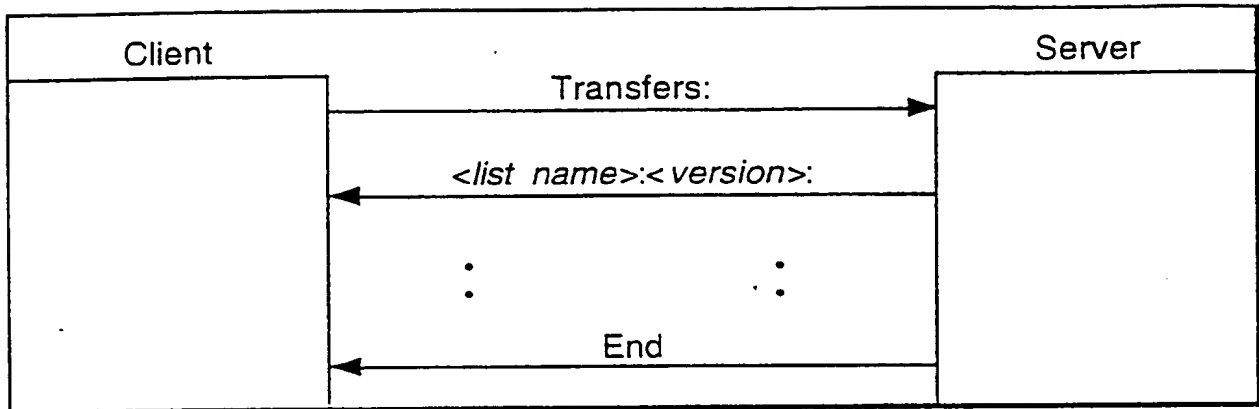 Client Server
Transfers:
<list name>:<version>:
: :
End